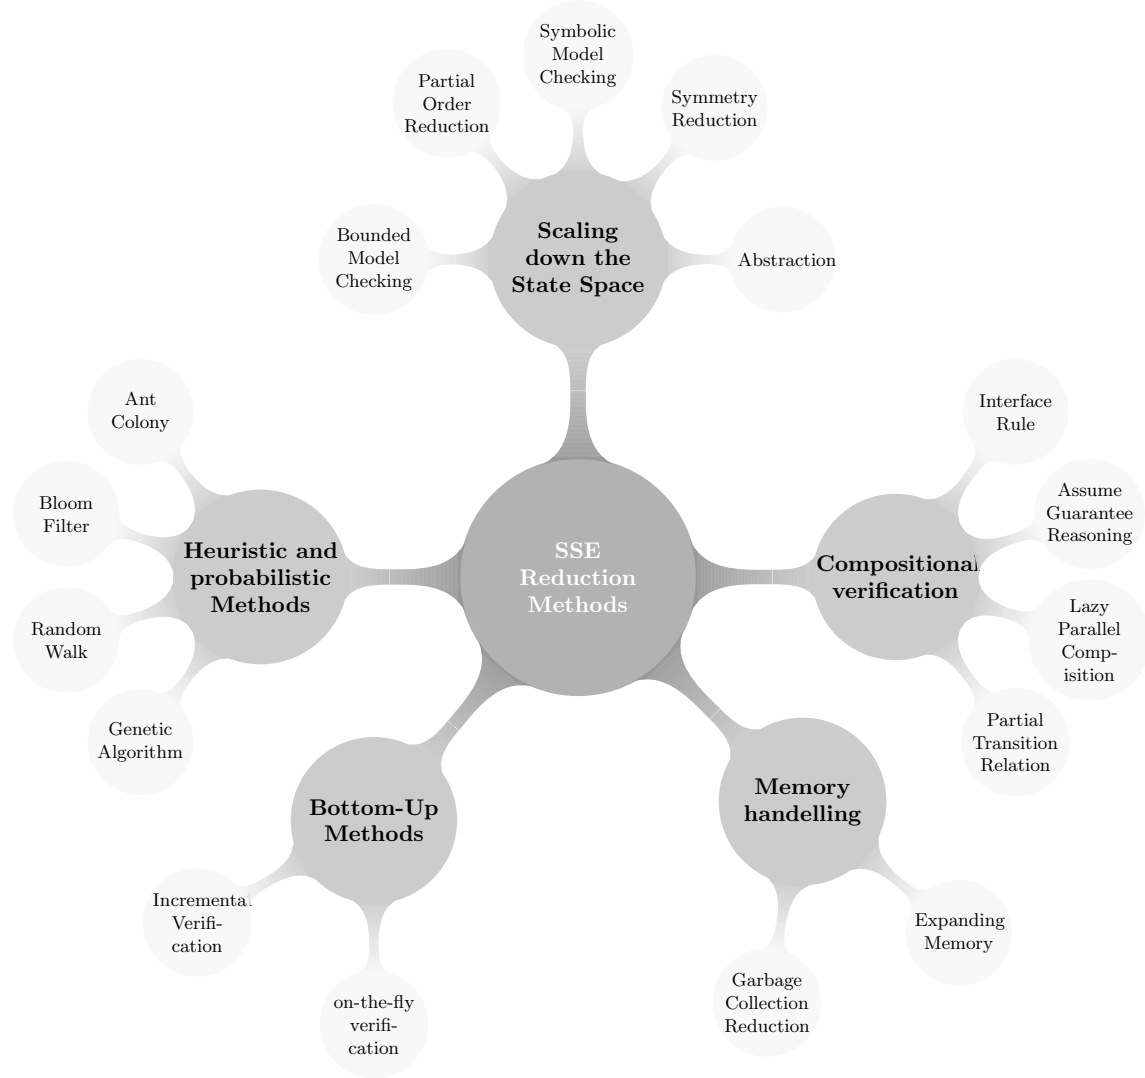 Symbolic
Model
Checking
Partial
Order
Reduction
Symmetry
Reduction
Bounded
Model
Checking
Scaling
down the
State Space
Abstraction
Ant
Colony
Interface
Rule
Bloom
Filter
Assume
Guarantee
Reasoning
Heuristic and
probabilistic
Methods
SSE
Reduction
Methods
Compositional
verification
Random
Walk
Lazy
Parallel
Comp-
isition
Genetic
Algorithm
Partial
Transition
Relation
Bottom-Up
Methods
Memory
handelling
Incremental
Verifi-
cation
Expanding
Memory
on-the-fly
verifi-
cation
Garbage
Collection
Reduction